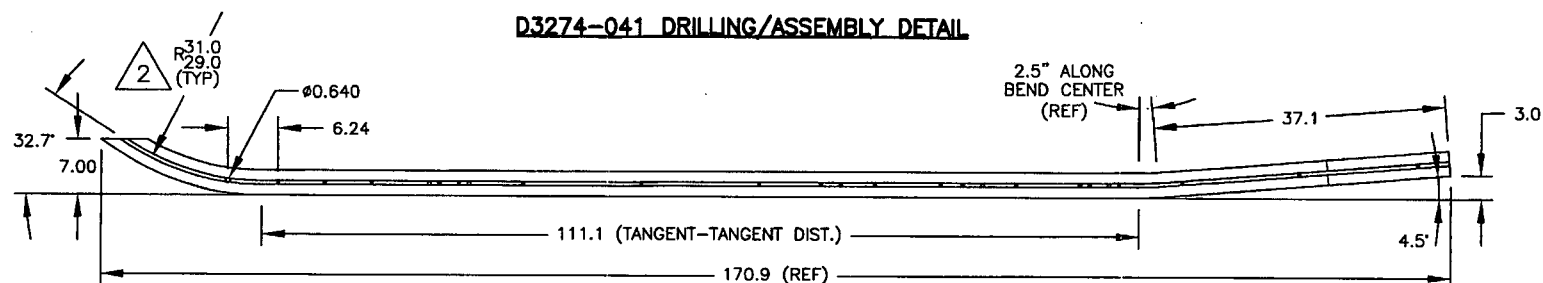 D3274-041 DRILLING/ASSEMBLY DETAIL
2
R31.0
29.0
(TYP)
ø0.640
6.24
2.5" ALONG
BEND CENTER
(REF)
37.1
3.0
32.7°
7.00
111.1 (TANGENT-TANGENT DIST.)
4.5°
170.9 (REF)